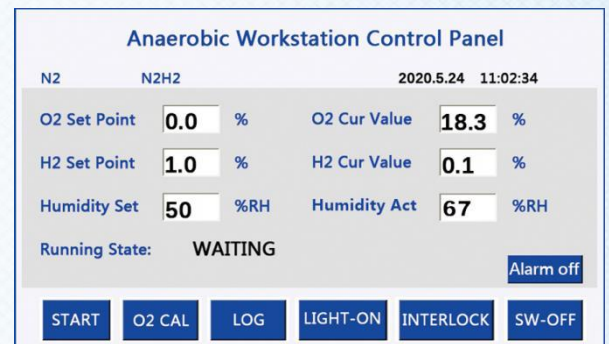 Anaerobic Workstation Control Panel
N2 N2H2 2020.5.24 11:02:34
O2 Set Point 0.0 % O2 Cur Value 18.3 %
H2 Set Point 1.0 % H2 Cur Value 0.1 %
Humidity Set 50 %RH Humidity Act 67 %RH
Running State: WAITING
Alarm off
START O2 CAL LOG LIGHT-ON INTERLOCK SW-OFF